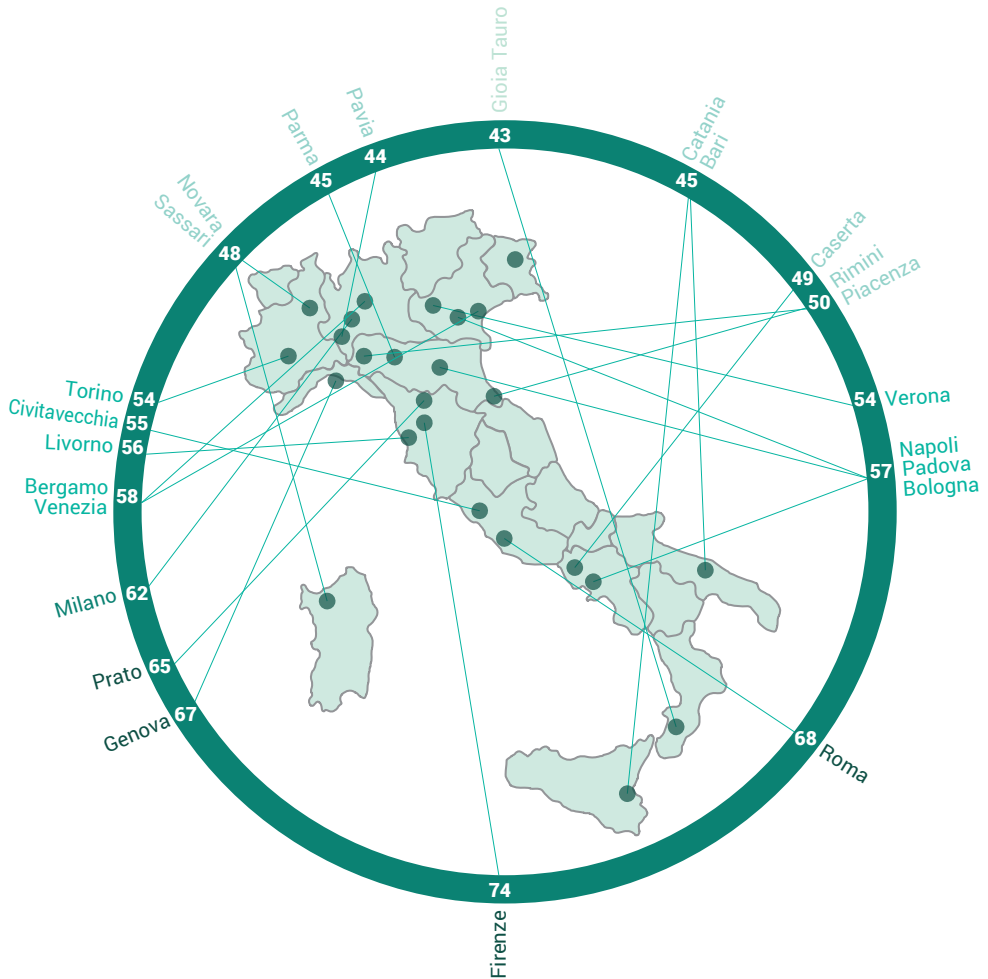 Gioia Tauro
43
Pavia
44
Parma
45
Catania
Bari
45
Novara
Sassari
48
Caserta
49
Rimini
Piacenza
50
Torino
54
Verona
54
Civitavecchia
55
Livorno
56
Napoli
Padova
Bologna
57
Bergamo
Venezia
58
Milano
62
Prato
65
Genova
67
Roma
68
74
Firenze